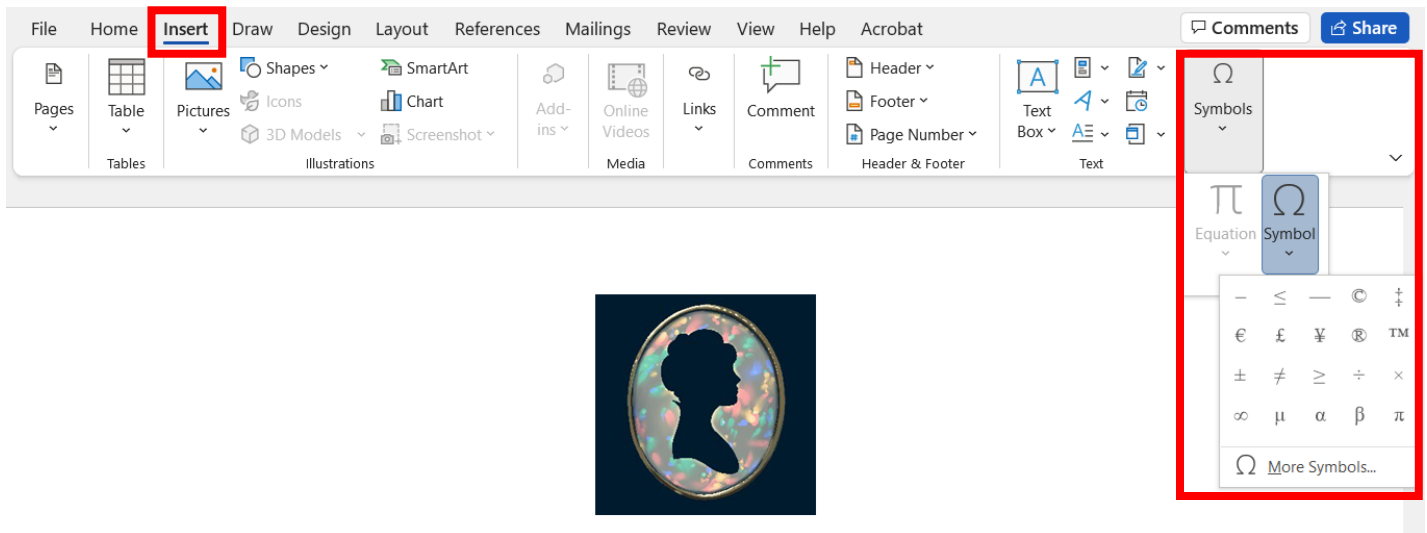 File Home Insert Draw Design Layout References Mailings Review View Help Acrobat Comments Share
Pages
Table
Tables
Pictures
Shapes
Icons
3D Models
SmartArt
Chart
Screenshot
Illustrations
Add-
ins
Online
Videos
Media
Links
Comment
Comments
Header
Footer
Page Number
Header & Footer
A
Text
Box
A
A
Text
Ω
Symbols
π
Equation
Ω
Symbol
– ≤ — © ‡
€ £ ¥ ® ™
± ≠ ≥ ÷ ×
∞ µ α β π
Ω More Symbols...